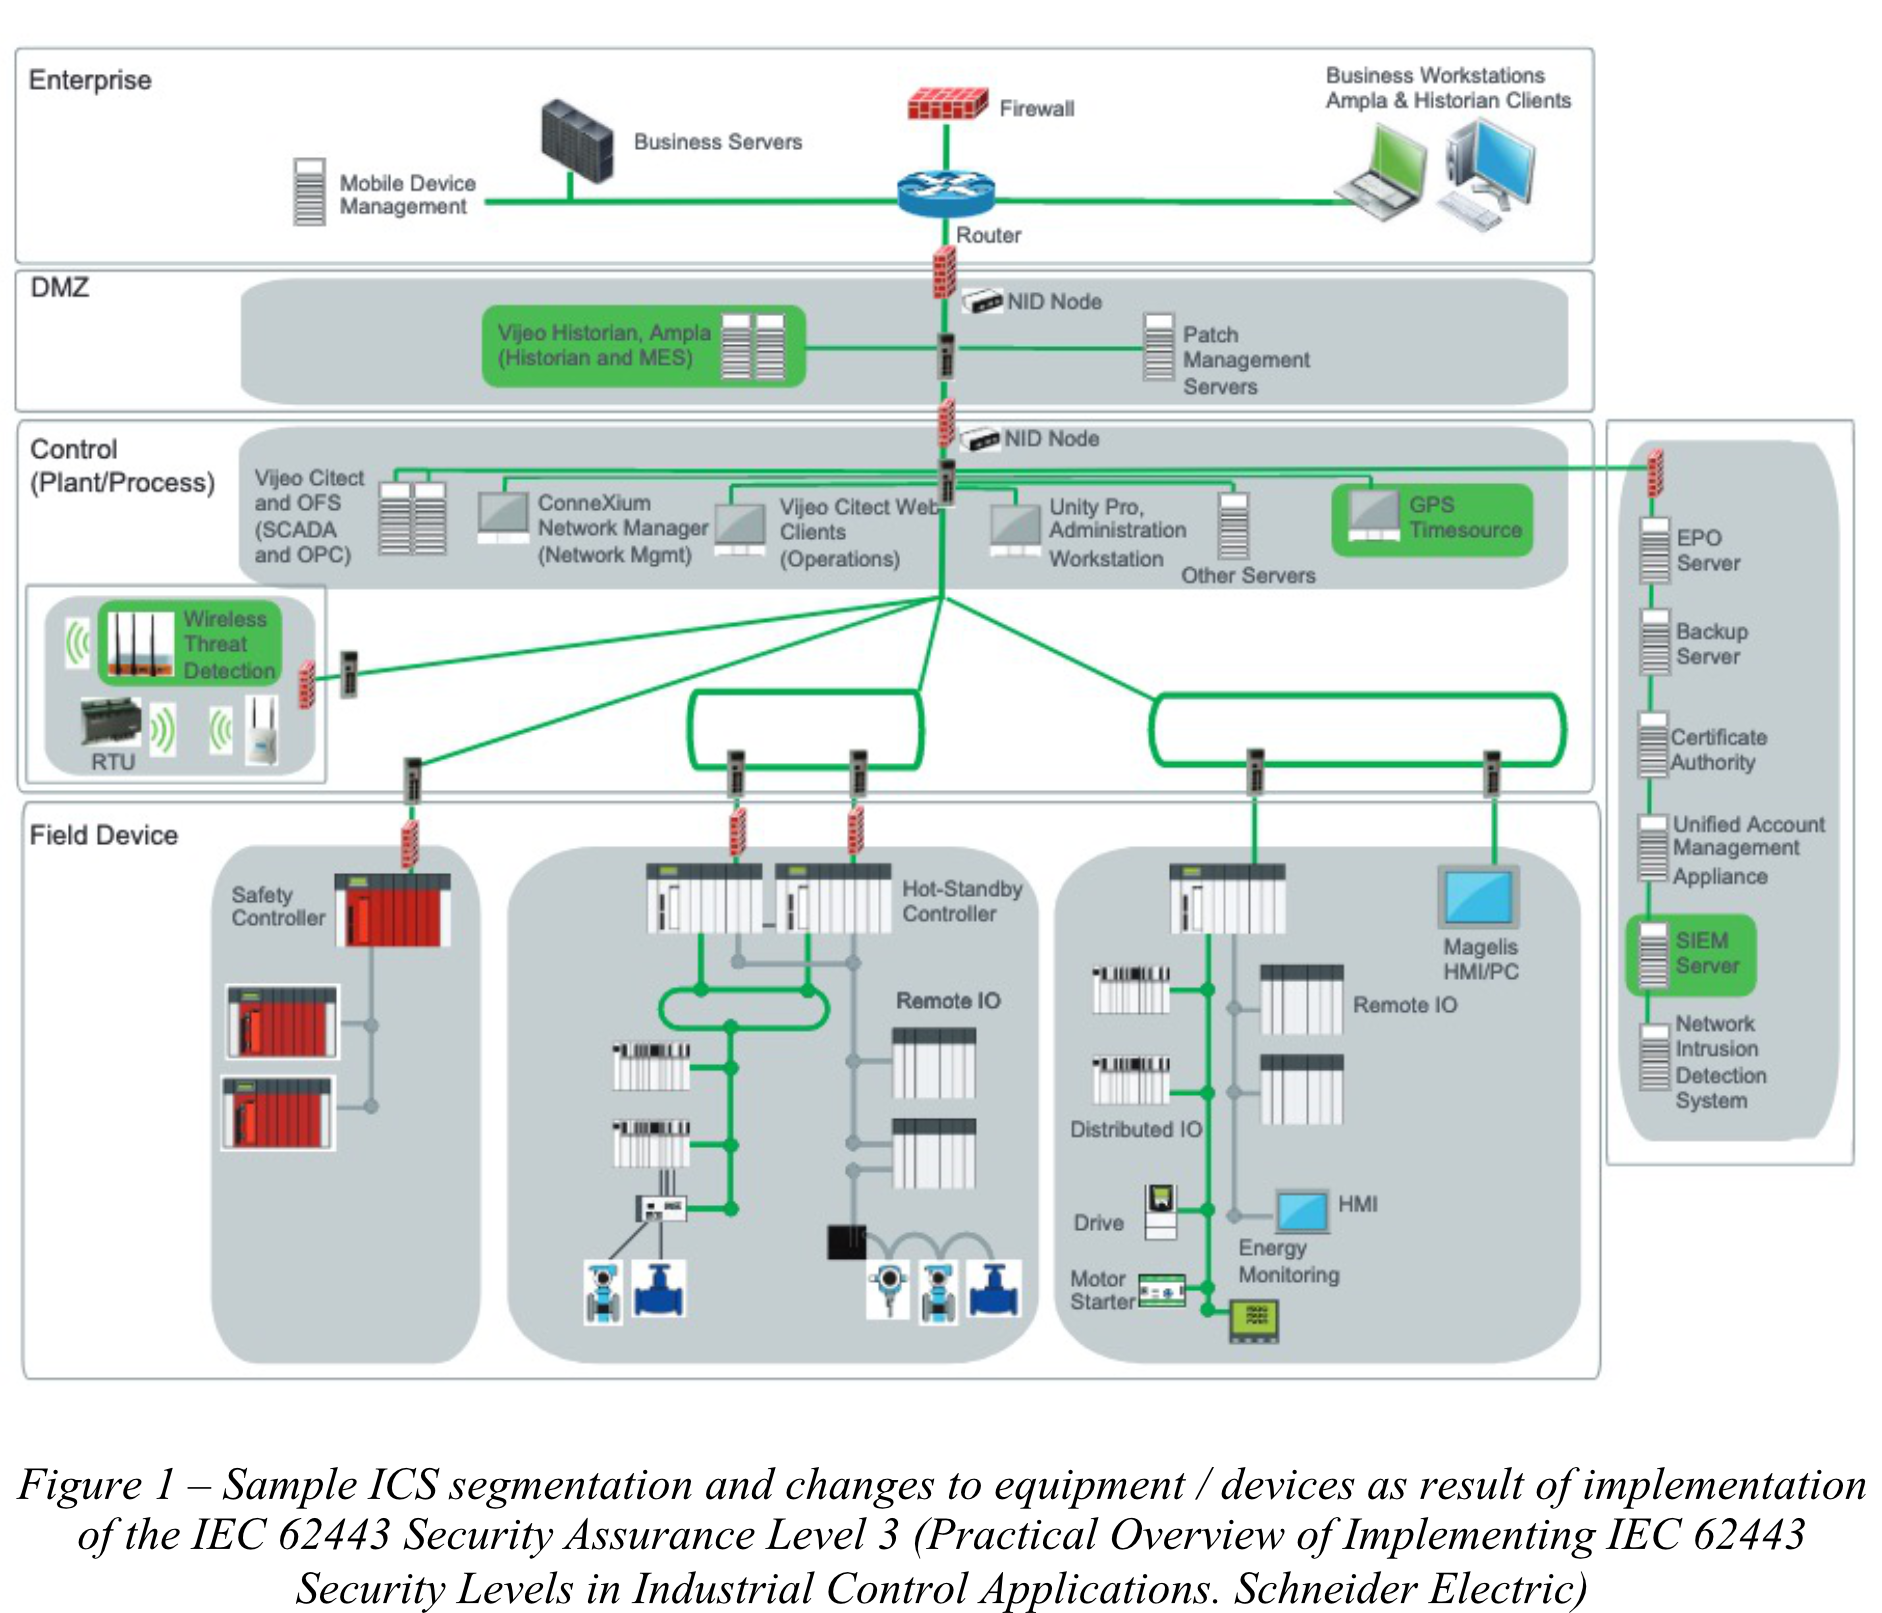 Enterprise
Business Servers
Mobile Device
Management
Firewall
Router
Business Workstations
Ampla & Historian Clients
DMZ
NID Node
Vijeo Historian, Ampla
(Historian and MES)
Patch
Management
Servers
Control
(Plant/Process)
NID Node
Vijeo Citect
and OFS
(SCADA
and OPC)
ConneXium
Network Manager
(Network Mgmt)
Vijeo Citect Web
Clients
(Operations)
Unity Pro,
Administration
Workstation
Other Servers
GPS
Timesource
Wireless
Threat
Detection
RTU
EPO
Server
Backup
Server
Certificate
Authority
Unified Account
Management
Appliance
SIEM
Server
Network
Intrusion
Detection
System
Field Device
Safety
Controller
Hot-Standby
Controller
Remote IO
Magelis
HMI/PC
Remote IO
Distributed IO
Drive
HMI
Energy
Monitoring
Motor
Starter
Figure 1 – Sample ICS segmentation and changes to equipment / devices as result of implementation
of the IEC 62443 Security Assurance Level 3 (Practical Overview of Implementing IEC 62443
Security Levels in Industrial Control Applications. Schneider Electric)